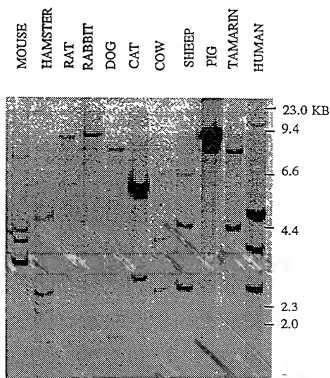 MOUSE
HAMSTER
RAT
RABBIT
DOG
CAT
COW
SHEEP
PIG
TAMARIN
HUMAN
23.0 KB
9.4
6.6
4.4
2.3
2.0